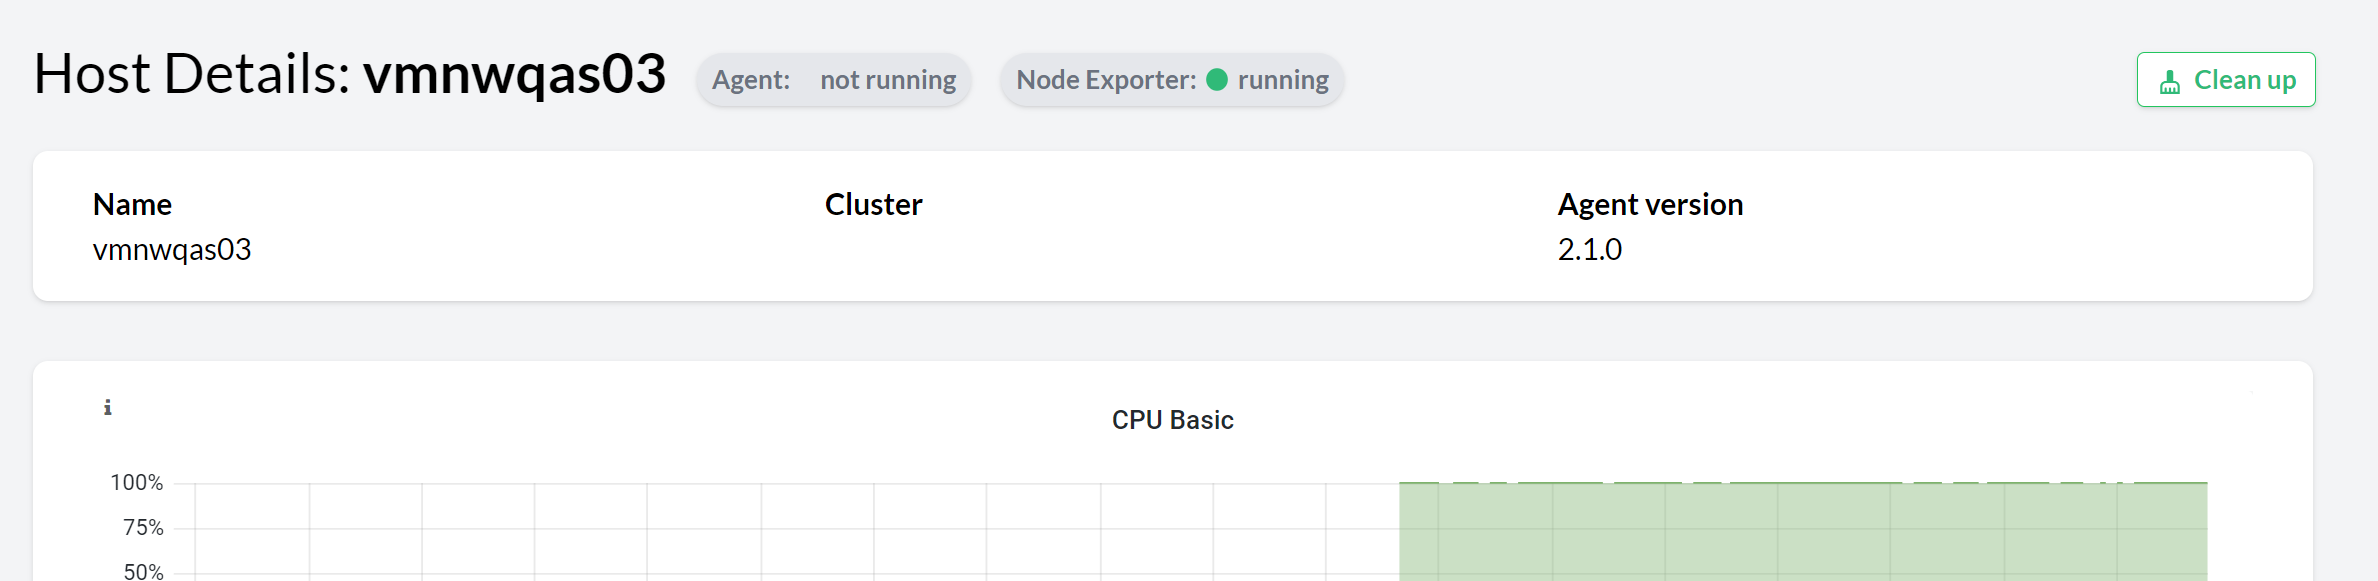 Host Details: vmnwqas03
Agent: not running
Node Exporter: running
Clean up
Name
vmnwqas03
Cluster
Agent version
2.1.0
i
CPU Basic
100%
75%
50%